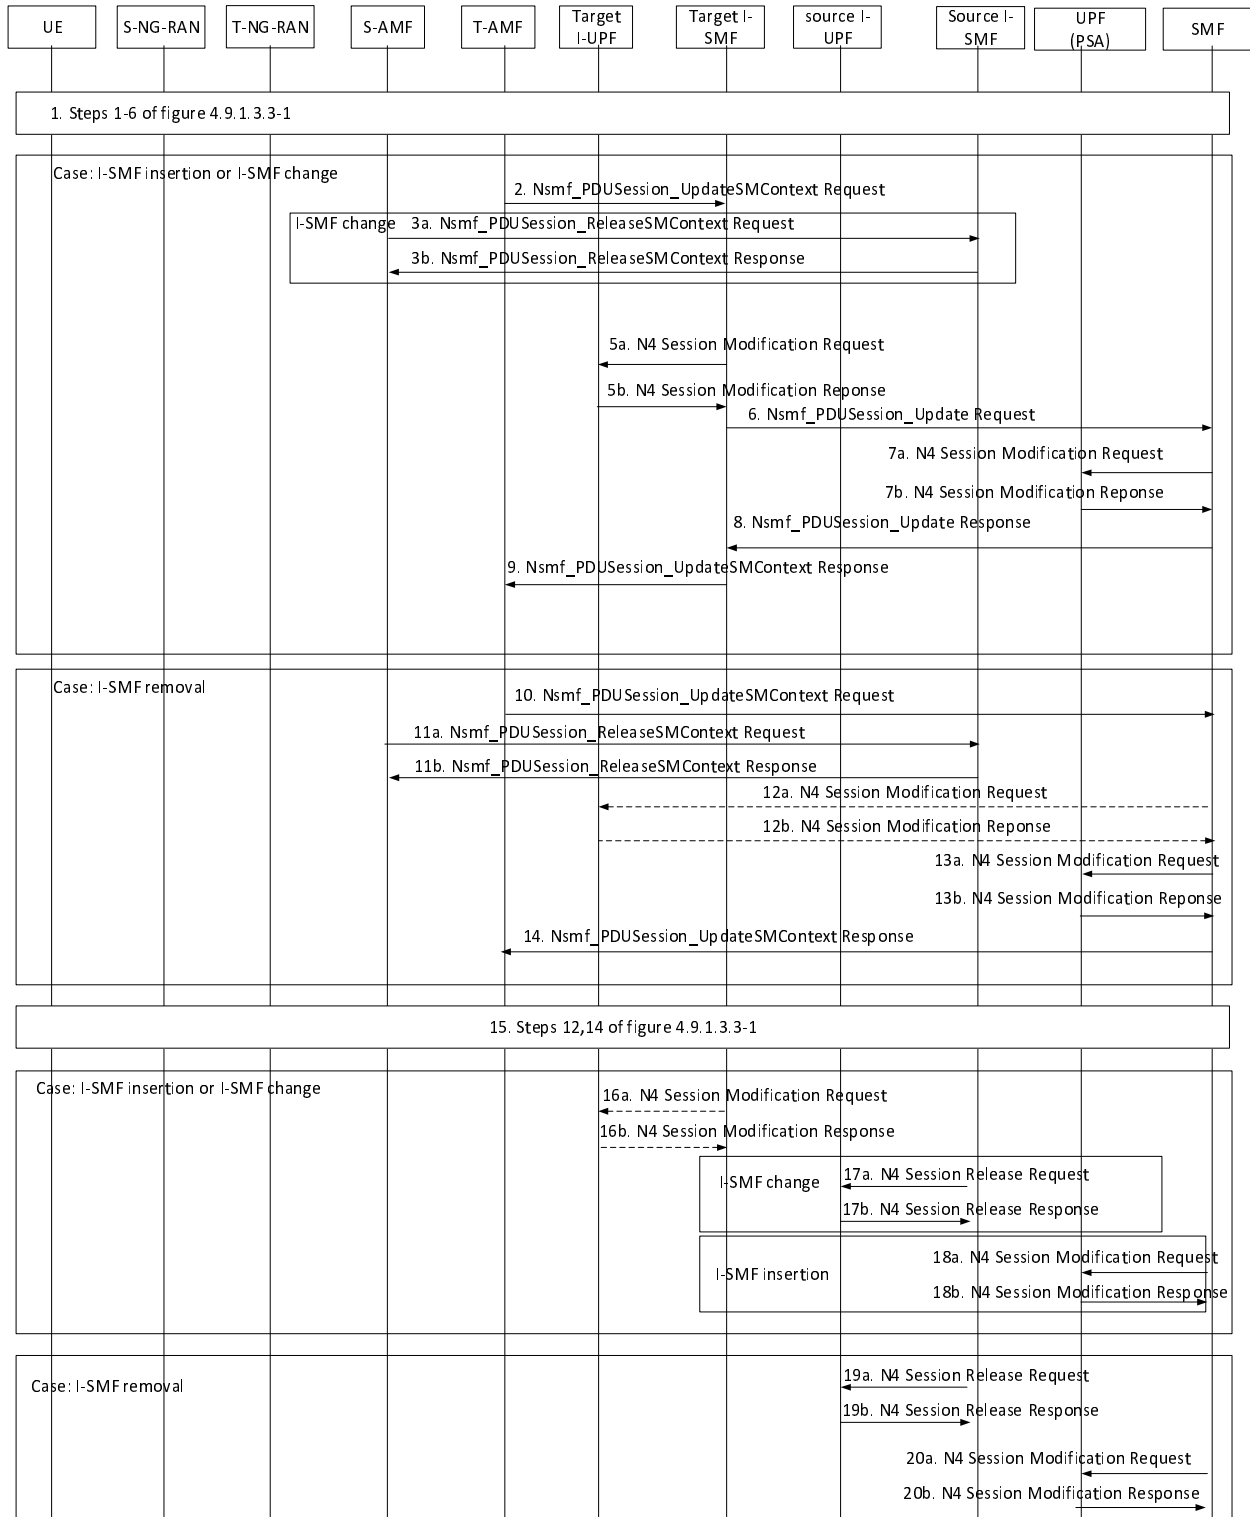 UE
S-NG-RAN
T-NG-RAN
S-AMF
T-AMF
Target
I-UPF
Target I-
SMF
source I-
UPF
Source I-
SMF
UPF
(PSA)
SMF
1. Steps 1-6 of figure 4.9.1.3.3-1
Case: I-SMF insertion or I-SMF change
2. Nsmf_PDUSession_UpdateSMContext Request
I-SMF change
3a. Nsmf_PDUSession_ReleaseSMContext Request
3b. Nsmf_PDUSession_ReleaseSMContext Response
5a. N4 Session Modification Request
5b. N4 Session Modification Reponse
6. Nsmf_PDUSession_Update Request
7a. N4 Session Modification Request
7b. N4 Session Modification Reponse
8. Nsmf_PDUSession_Update Response
9. Nsmf_PDUSession_UpdateSMContext Response
Case: I-SMF removal
10. Nsmf_PDUSession_UpdateSMContext Request
11a. Nsmf_PDUSession_ReleaseSMContext Request
11b. Nsmf_PDUSession_ReleaseSMContext Response
12a. N4 Session Modification Request
12b. N4 Session Modification Reponse
13a. N4 Session Modification Request
13b. N4 Session Modification Reponse
14. Nsmf_PDUSession_UpdateSMContext Response
15. Steps 12,14 of figure 4.9.1.3.3-1
Case: I-SMF insertion or I-SMF change
16a. N4 Session Modification Request
16b. N4 Session Modification Response
I-SMF change
17a. N4 Session Release Request
17b. N4 Session Release Response
I-SMF insertion
18a. N4 Session Modification Request
18b. N4 Session Modification Response
Case: I-SMF removal
19a. N4 Session Release Request
19b. N4 Session Release Response
20a. N4 Session Modification Request
20b. N4 Session Modification Response